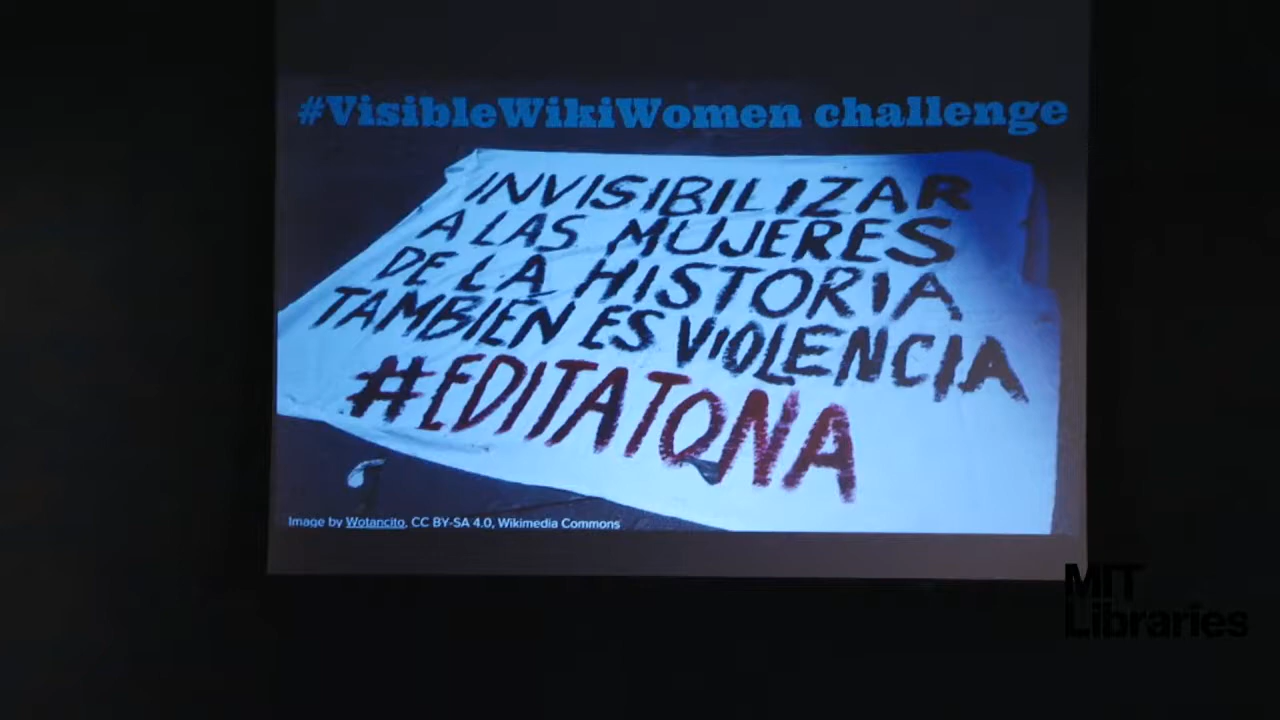 #VisibleWikiWomen challenge
INVISIBILIZAR
A LAS MUJERES
DE LA HISTORIA
TAMBIÉN ES VIOLENCIA
#EDITATONA
Image by Wotancito, CC BY-SA 4.0, Wikimedia Commons
MIT
Libraries